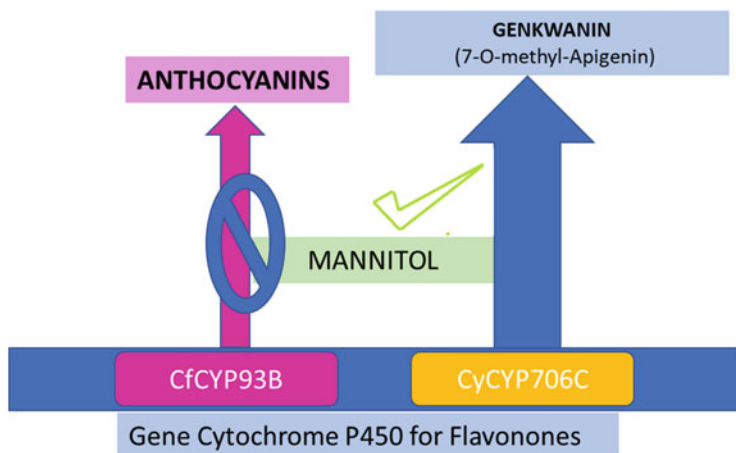 GENKWANIN
(7-O-methyl-Apigenin)
ANTHOCYANINS
MANNITOL
CfCYP93B
CyCYP706C
Gene Cytochrome P450 for Flavonones